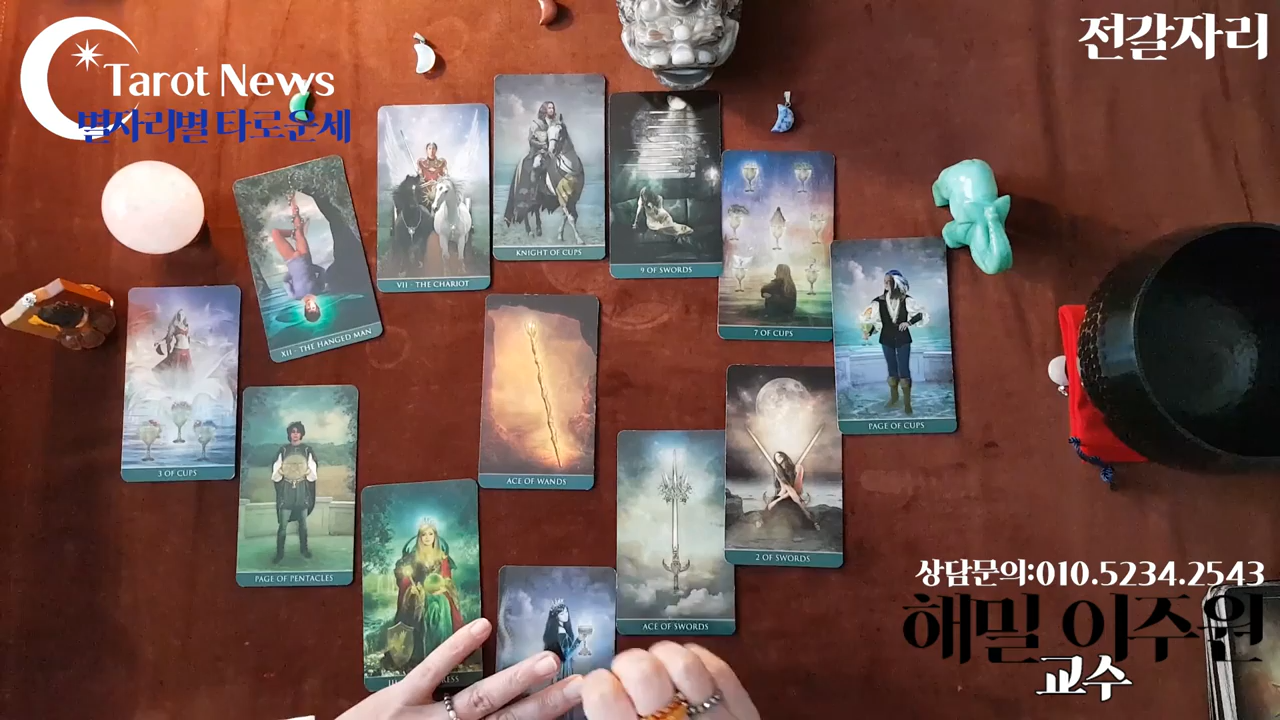 전갈자리
Tarot News
별자리별 타로운세
KNIGHT OF CUPS
9 OF SWORDS
VII - THE CHARIOT
7 OF CUPS
XII - THE HANGED MAN
PAGE OF CUPS
3 OF CUPS
ACE OF WANDS
2 OF SWORDS
PAGE OF PENTACLES
ACE OF SWORDS
상담문의:010.5234.2543
해밀 이주원
교수